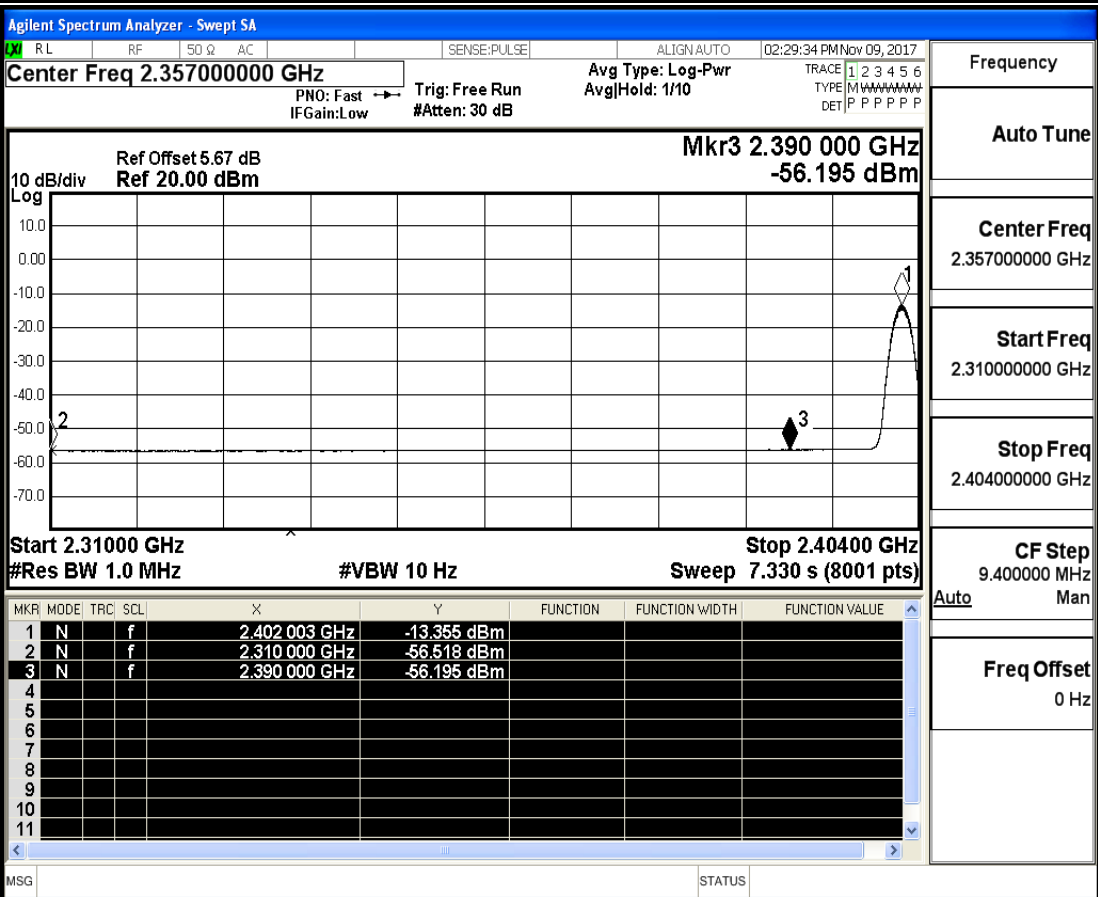 Agilent Spectrum Analyzer - Swept SA
LXI RL RF 50 Ω AC SENSE:PULSE ALIGN AUTO 02:29:34 PM Nov 09, 2017
Center Freq 2.357000000 GHz
PNO: Fast
IFGain:Low
Trig: Free Run
#Atten: 30 dB
Avg Type: Log-Pwr
Avg|Hold: 1/10
TRACE 1 2 3 4 5 6
TYPE M WWWWW
DET P P P P P P
Mkr3 2.390 000 GHz
-56.195 dBm
Ref Offset 5.67 dB
10 dB/div Ref 20.00 dBm
Log
10.0
0.00
-10.0
-20.0
-30.0
-40.0
-50.0
-60.0
-70.0
1
2
3
Start 2.31000 GHz Stop 2.40400 GHz
#Res BW 1.0 MHz #VBW 10 Hz Sweep 7.330 s (8001 pts)
MKR MODE TRC SCL X Y FUNCTION FUNCTION WIDTH FUNCTION VALUE
1 N f 2.402 003 GHz -13.355 dBm
2 N f 2.310 000 GHz -56.518 dBm
3 N f 2.390 000 GHz -56.195 dBm
4
5
6
7
8
9
10
11
MSG STATUS
Frequency
Auto Tune
Center Freq
2.357000000 GHz
Start Freq
2.310000000 GHz
Stop Freq
2.404000000 GHz
CF Step
9.400000 MHz
Auto Man
Freq Offset
0 Hz